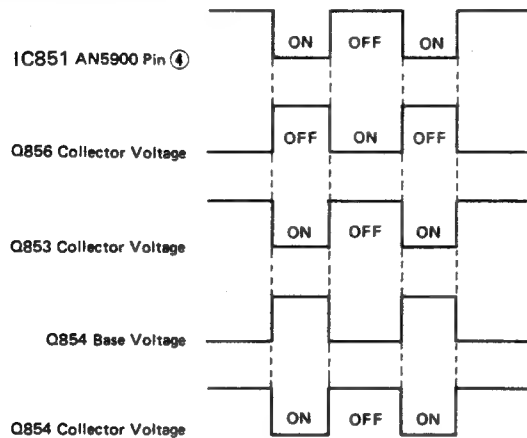 ON OFF ON
IC851 AN5900 Pin ④
OFF ON OFF
Q856 Collector Voltage
Q853 Collector Voltage
ON OFF ON
Q854 Base Voltage
ON OFF ON
Q854 Collector Voltage